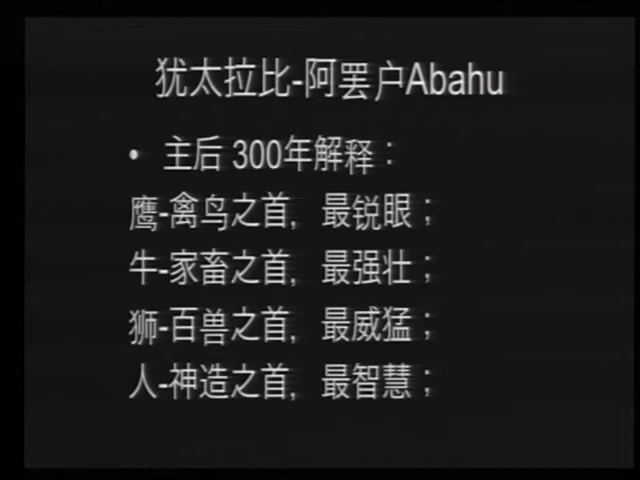 犹太拉比-阿罢户Abahu
• 主后 300年解释：
鹰-禽鸟之首，最锐眼；
牛-家畜之首，最强壮；
狮-百兽之首，最威猛；
人-神造之首，最智慧；